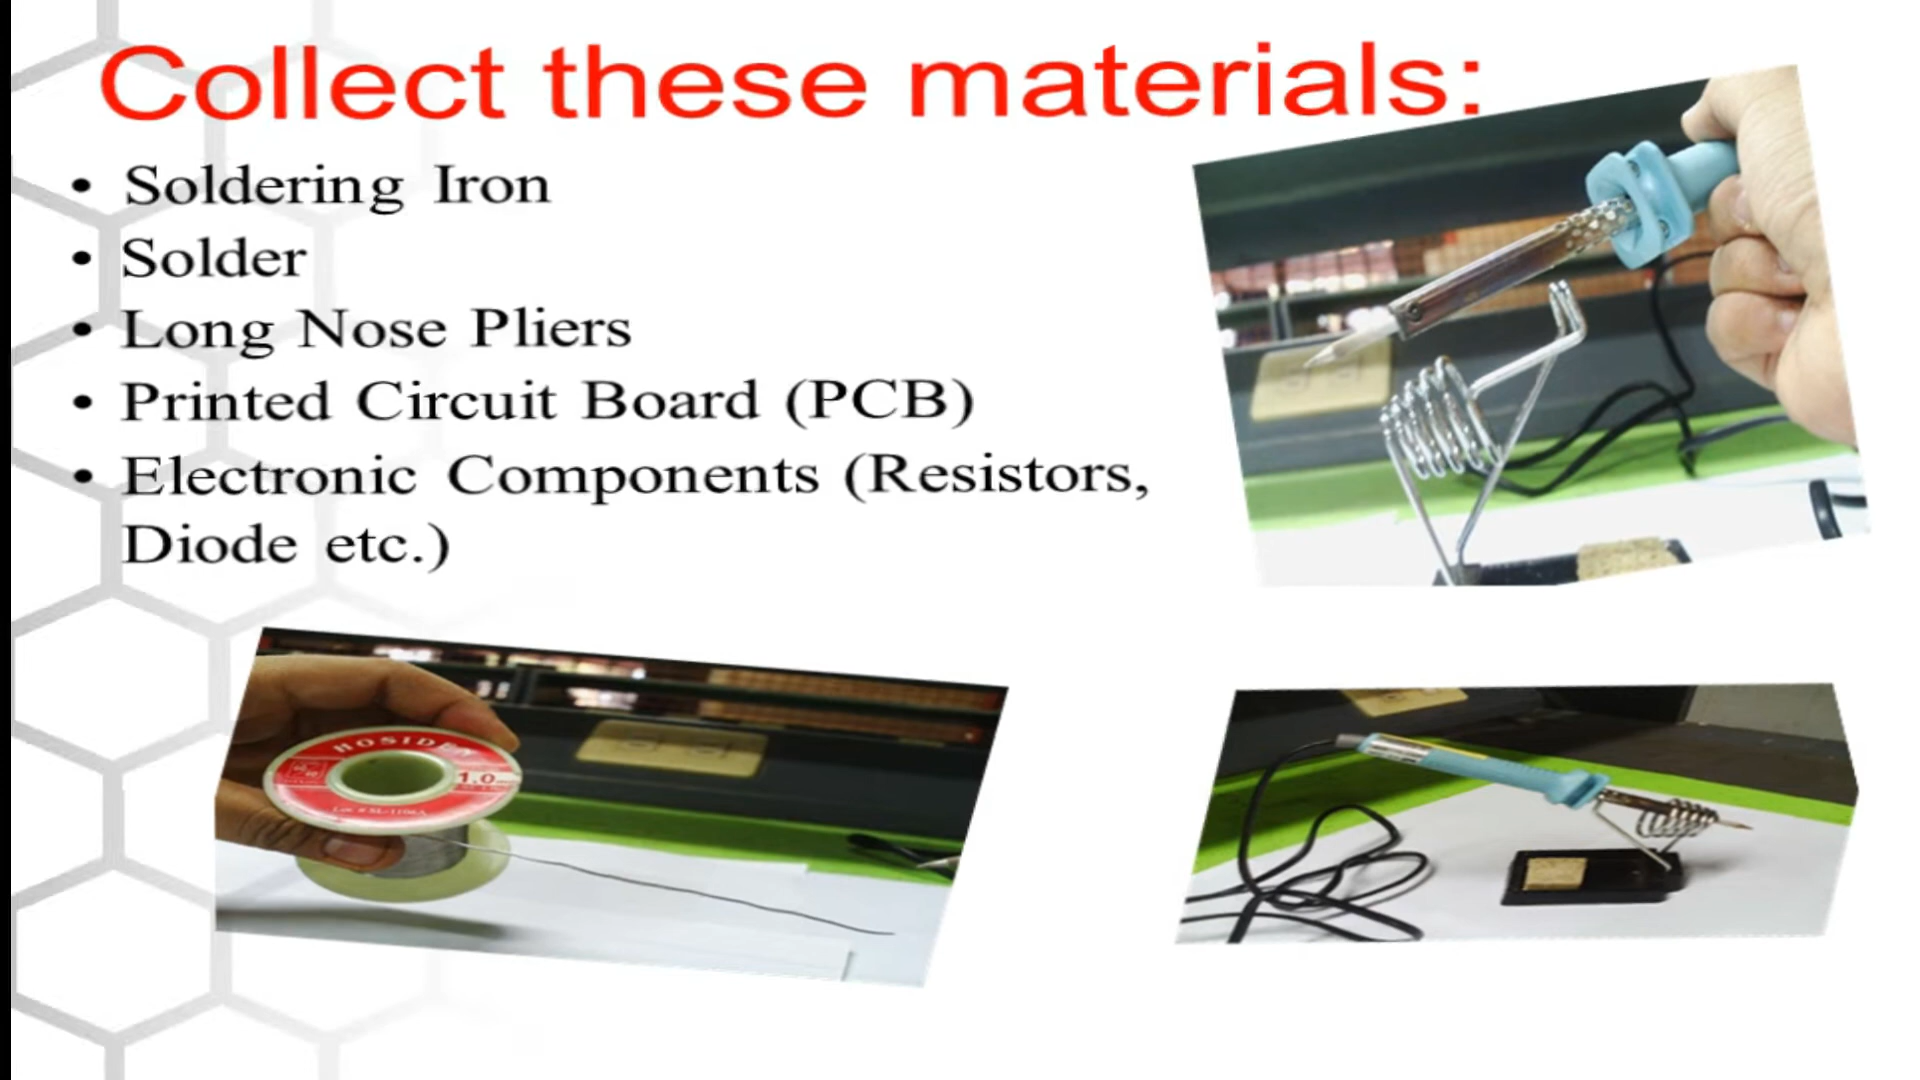 Collect these materials:
• Soldering Iron
• Solder
• Long Nose Pliers
• Printed Circuit Board (PCB)
• Electronic Components (Resistors,
Diode etc.)
1.0